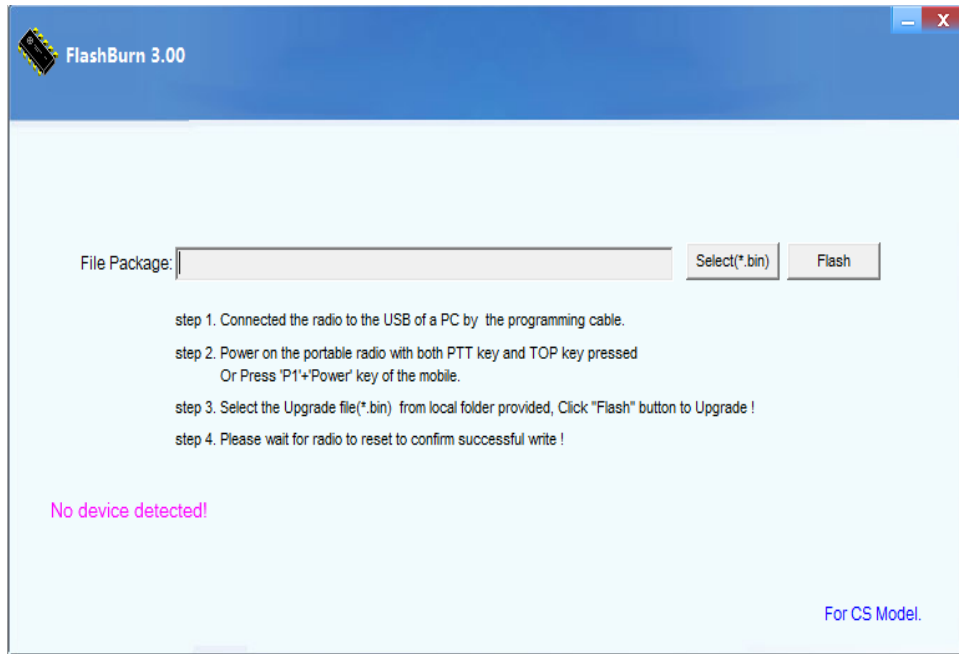 FlashBurn 3.00
File Package:
Select(*.bin)
Flash
step 1. Connected the radio to the USB of a PC by the programming cable.
step 2. Power on the portable radio with both PTT key and TOP key pressed
Or Press 'P1'+'Power' key of the mobile.
step 3. Select the Upgrade file(*.bin) from local folder provided, Click "Flash" button to Upgrade !
step 4. Please wait for radio to reset to confirm successful write !
No device detected!
For CS Model.